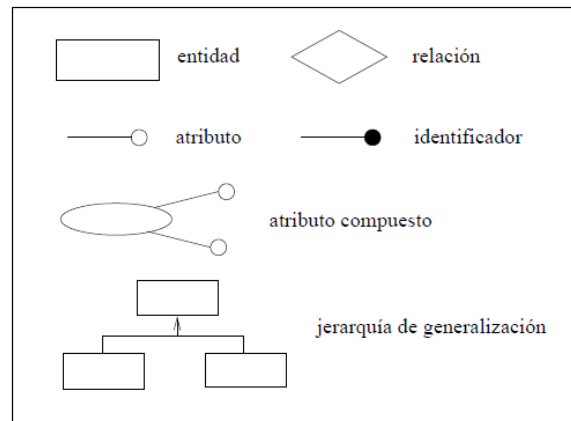 entidad
relación
atributo
identificador
atributo compuesto
jerarquía de generalización